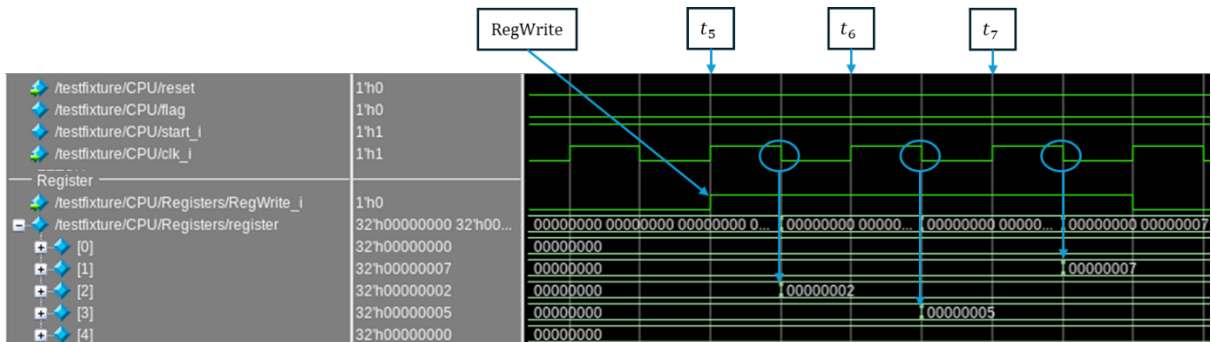 RegWrite t₅ t₆ t₇
/testfixture/CPU/reset 1'h0
/testfixture/CPU/flag 1'h0
/testfixture/CPU/start_i 1'h1
/testfixture/CPU/clk_i 1'h1
Register
/testfixture/CPU/Registers/RegWrite_i 1'h0
/testfixture/CPU/Registers/register 32'h00000000 32'h00... 00000000 00000000 00000000 0... 00000000 00000... 00000000 00000... 00000000 00000007
[0] 32'h00000000 00000000
[1] 32'h00000007 00000000 00000007
[2] 32'h00000002 00000000 00000002
[3] 32'h00000005 00000000 00000005
[4] 32'h00000000 00000000